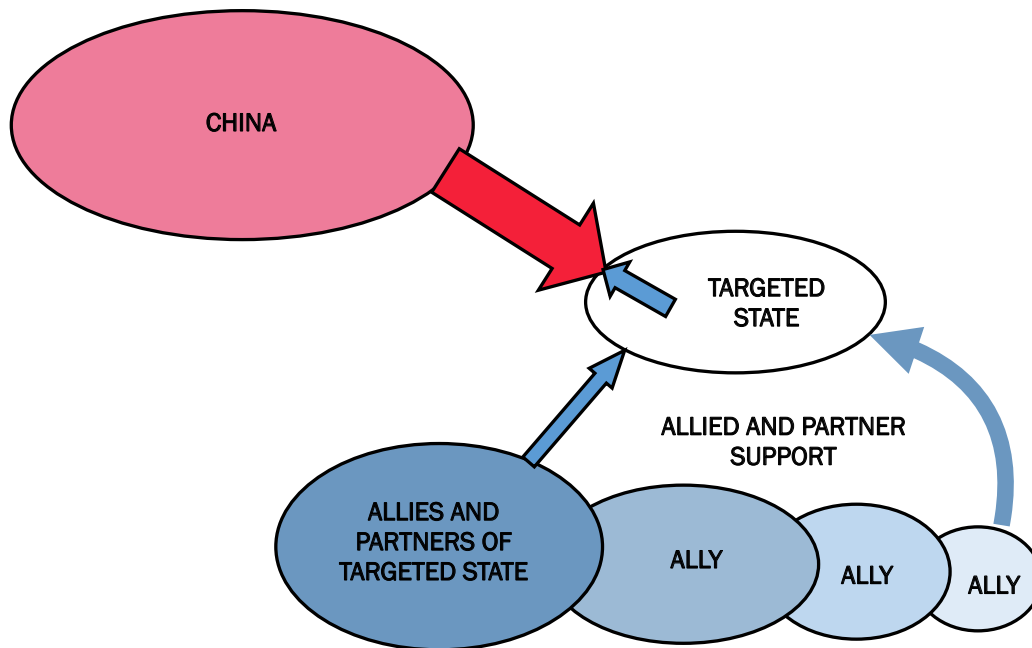 CHINA
TARGETED
STATE
ALLIED AND PARTNER
SUPPORT
ALLIES AND
PARTNERS OF
TARGETED STATE
ALLY
ALLY
ALLY